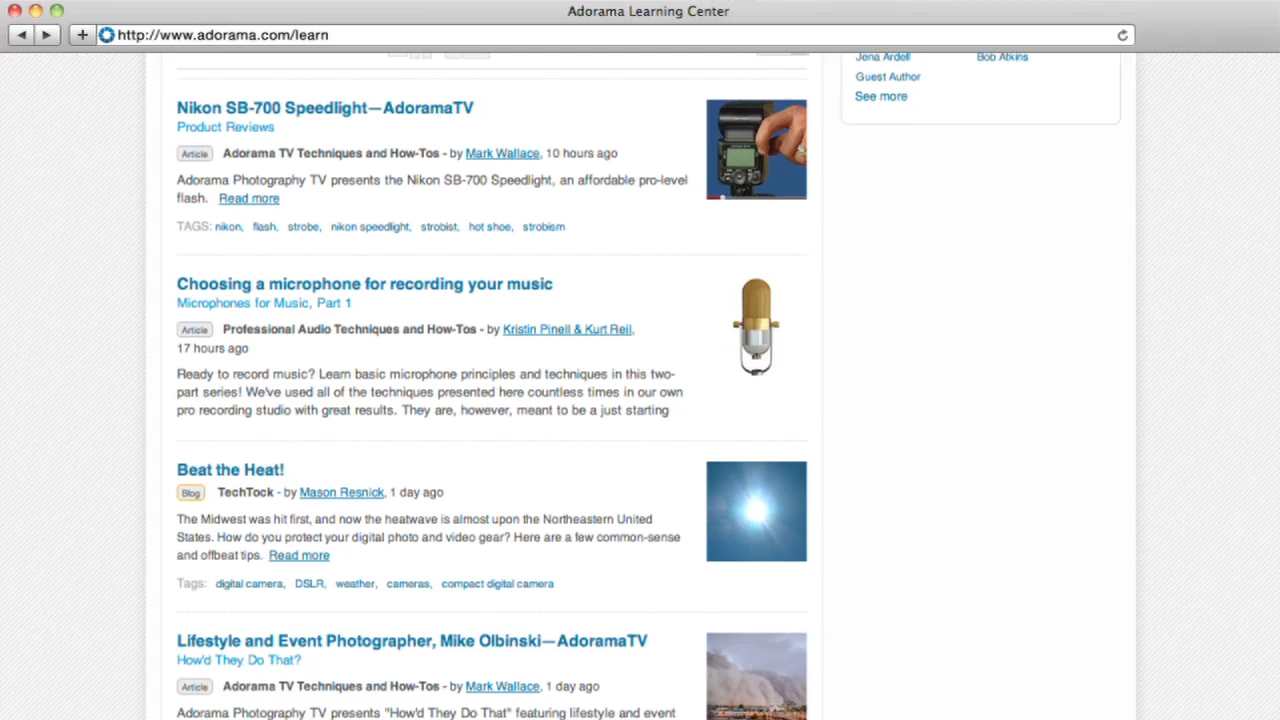 Adorama Learning Center
http://www.adorama.com/learn
Jena Ardell
Bob Atkins
Guest Author
See more
Nikon SB-700 Speedlight—AdoramaTV
Product Reviews
Article Adorama TV Techniques and How-Tos - by Mark Wallace, 10 hours ago
Adorama Photography TV presents the Nikon SB-700 Speedlight, an affordable pro-level
flash. Read more
TAGS: nikon, flash, strobe, nikon speedlight, strobist, hot shoe, strobism
Choosing a microphone for recording your music
Microphones for Music, Part 1
Article Professional Audio Techniques and How-Tos - by Kristin Pinell & Kurt Reil,
17 hours ago
Ready to record music? Learn basic microphone principles and techniques in this two-
part series! We've used all of the techniques presented here countless times in our own
pro recording studio with great results. They are, however, meant to be a just starting
Beat the Heat!
Blog TechTock - by Mason Resnick, 1 day ago
The Midwest was hit first, and now the heatwave is almost upon the Northeastern United
States. How do you protect your digital photo and video gear? Here are a few common-sense
and offbeat tips. Read more
Tags: digital camera, DSLR, weather, cameras, compact digital camera
Lifestyle and Event Photographer, Mike Olbinski—AdoramaTV
How'd They Do That?
Article Adorama TV Techniques and How-Tos - by Mark Wallace, 1 day ago
Adorama Photography TV presents "How'd They Do That" featuring lifestyle and event